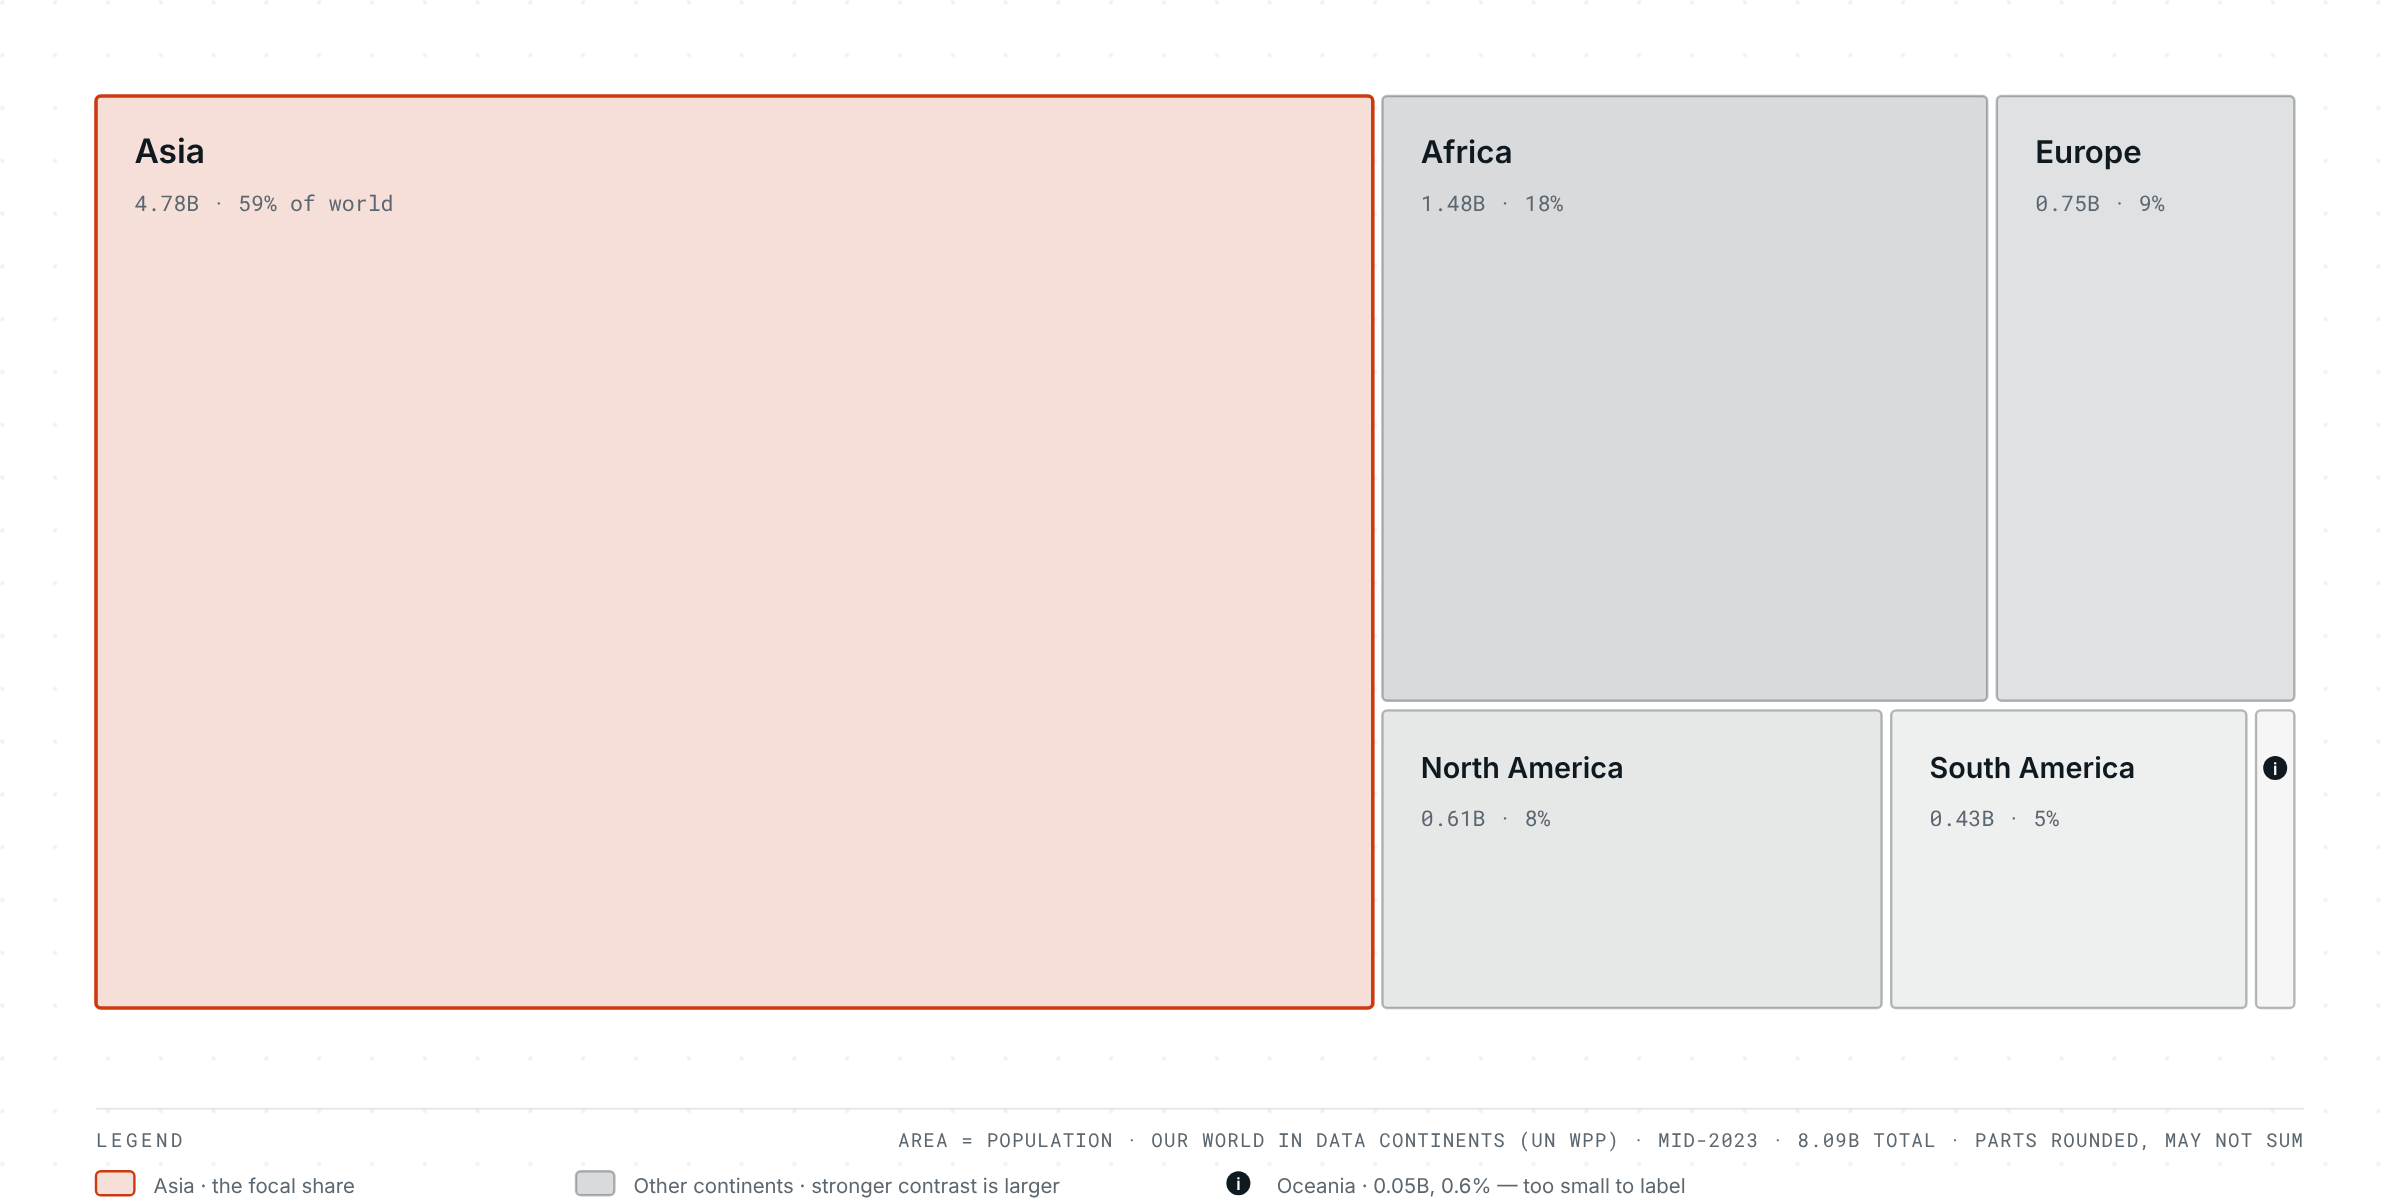 Asia
4.78B · 59% of world
Africa
1.48B · 18%
Europe
0.75B · 9%
North America
0.61B · 8%
South America
0.43B · 5%
i
LEGEND
AREA = POPULATION · OUR WORLD IN DATA CONTINENTS (UN WPP) · MID-2023 · 8.09B TOTAL · PARTS ROUNDED, MAY NOT SUM
Asia · the focal share
Other continents · stronger contrast is larger
i Oceania · 0.05B, 0.6% — too small to label